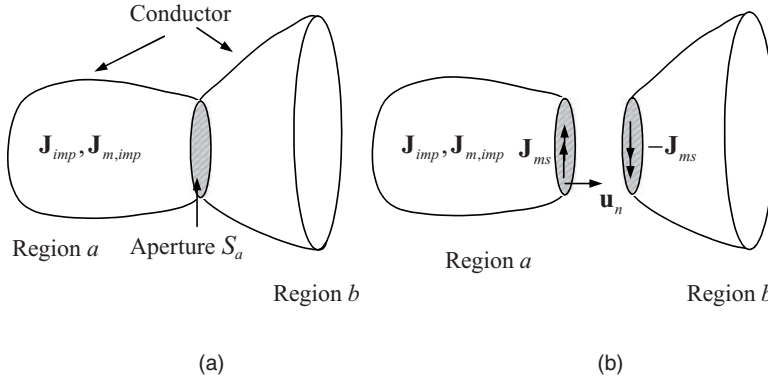 Conductor
J_imp, J_m,imp
Region a
Aperture S_a
Region b
(a)
J_imp, J_m,imp
J_ms
−J_ms
u_n
Region a
Region b
(b)